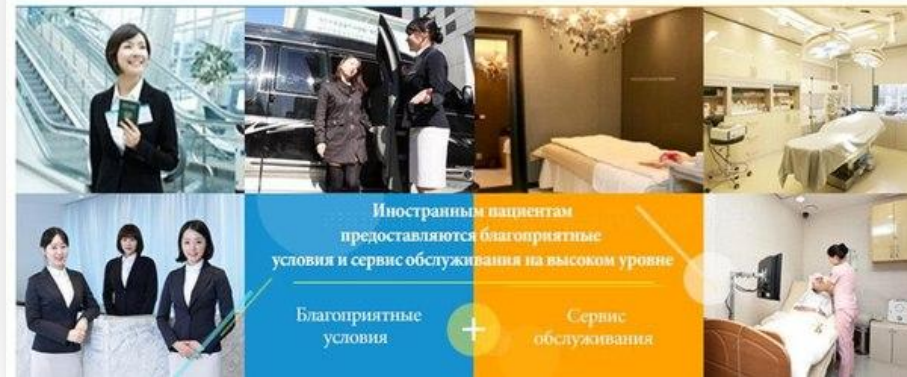 Иностранным пациентам
предоставляются благоприятные
условия и сервис обслуживания на высоком уровне
Благоприятные
условия
+
Сервис
обслуживания